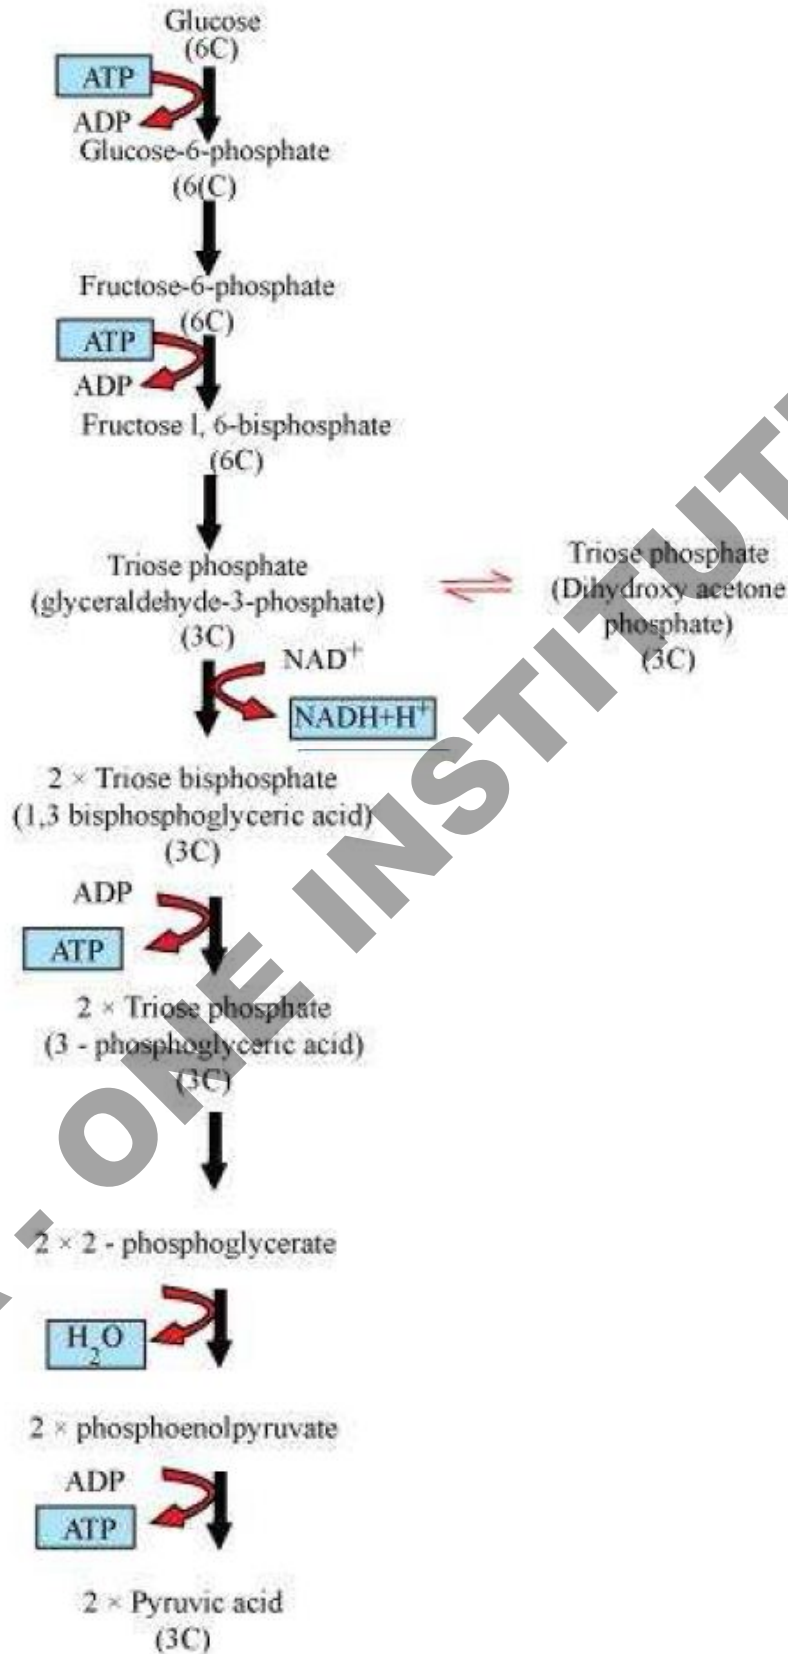 Glucose
(6C)
ATP
ADP
Glucose-6-phosphate
(6(C)
Fructose-6-phosphate
(6C)
ATP
ADP
Fructose l, 6-bisphosphate
(6C)
Triose phosphate
(glyceraldehyde-3-phosphate)
(3C)
Triose phosphate
(Dihydroxy acetone
phosphate)
(3C)
NAD⁺
NADH+H⁺
2 × Triose bisphosphate
(1,3 bisphosphoglyceric acid)
(3C)
ADP
ATP
2 × Triose phosphate
(3 - phosphoglyceric acid)
(3C)
2 × 2 - phosphoglycerate
H₂O
2 × phosphoenolpyruvate
ADP
ATP
2 × Pyruvic acid
(3C)
- ONE INSTITUT